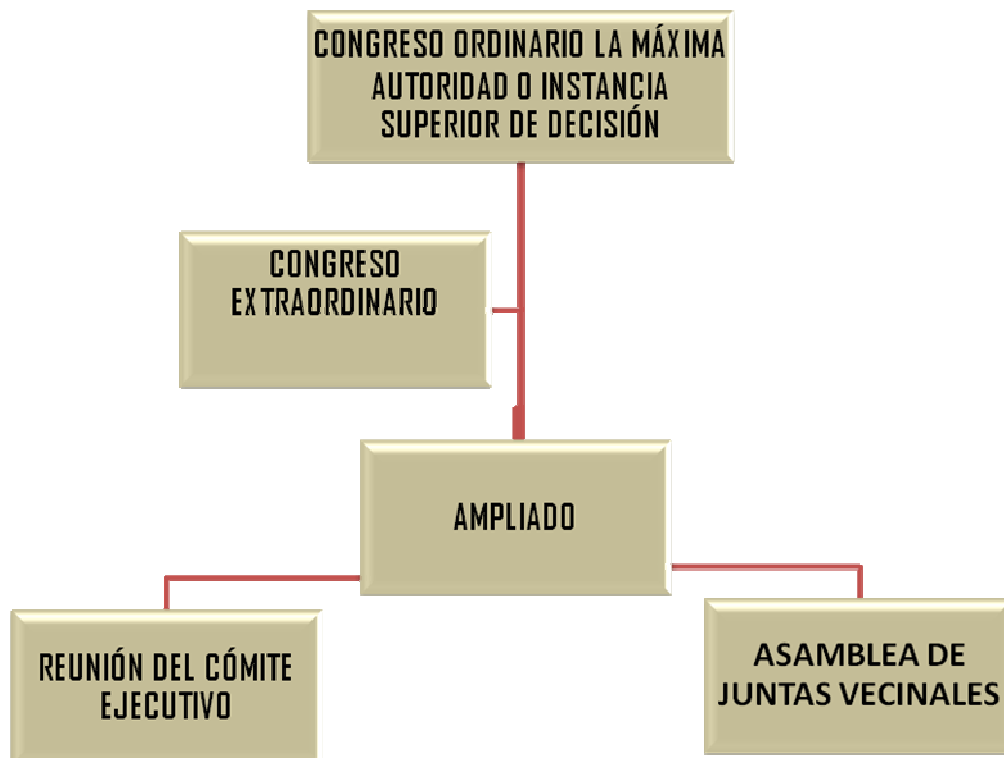 CONGRESO ORDINARIO LA MÁXIMA
AUTORIDAD O INSTANCIA
SUPERIOR DE DECISIÓN
CONGRESO
EXTRAORDINARIO
AMPLIADO
REUNIÓN DEL CÓMITE
EJECUTIVO
ASAMBLEA DE
JUNTAS VECINALES